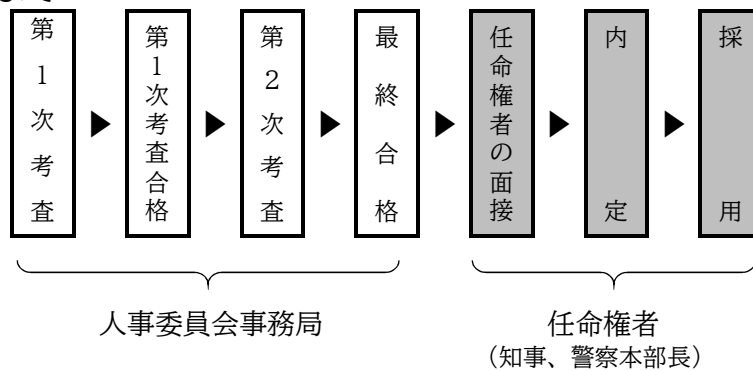 第１次考査
▶
第１次考査合格
▶
第２次考査
▶
最終合格
▶
任命権者の面接
▶
内定
▶
採用
人事委員会事務局
任命権者
（知事、警察本部長）